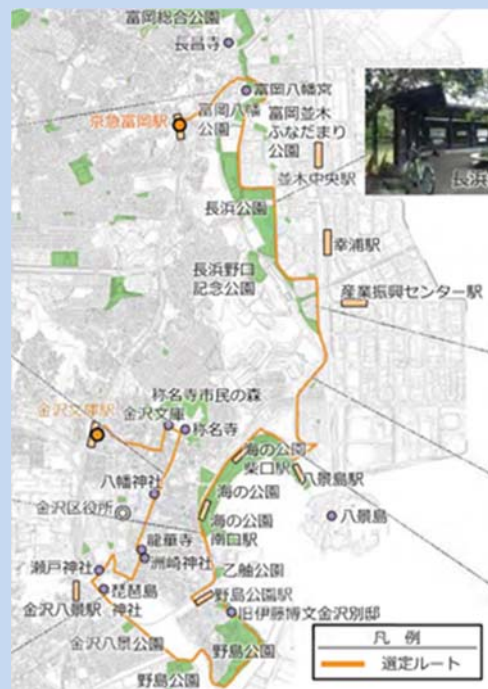 富岡総合公園
長昌寺
富岡八幡宮
京急富岡駅
富岡八幡
公園
富岡並木
ふなだまり
公園
並木中央駅
長浜
長浜公園
幸浦駅
長浜野口
記念公園
産業振興センター駅
称名寺市民の森
金沢文庫駅
金沢文庫
称名寺
海の公園
柴口駅
八景島駅
八幡神社
海の公園
金沢区役所
八景島
海の公園
南口駅
龍華寺
洲崎神社
瀬戸神社
乙舳公園
琵琶島
神社
野島公園駅
金沢八景駅
旧伊藤博文金沢別邸
金沢八景公園
野島公園
野島公園
凡 例
選定ルート